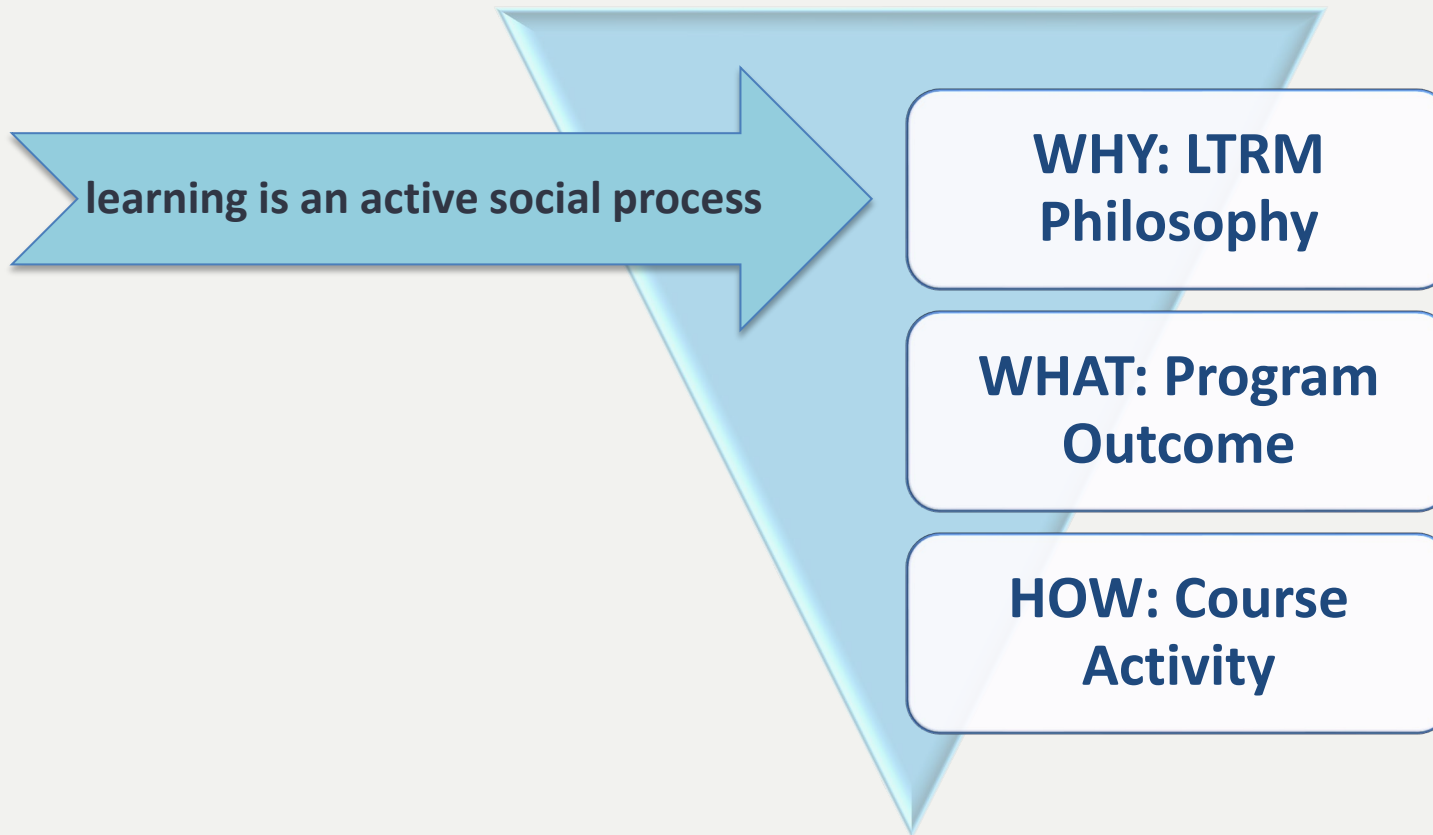 learning is an active social process
WHY: LTRM
Philosophy
WHAT: Program
Outcome
HOW: Course
Activity